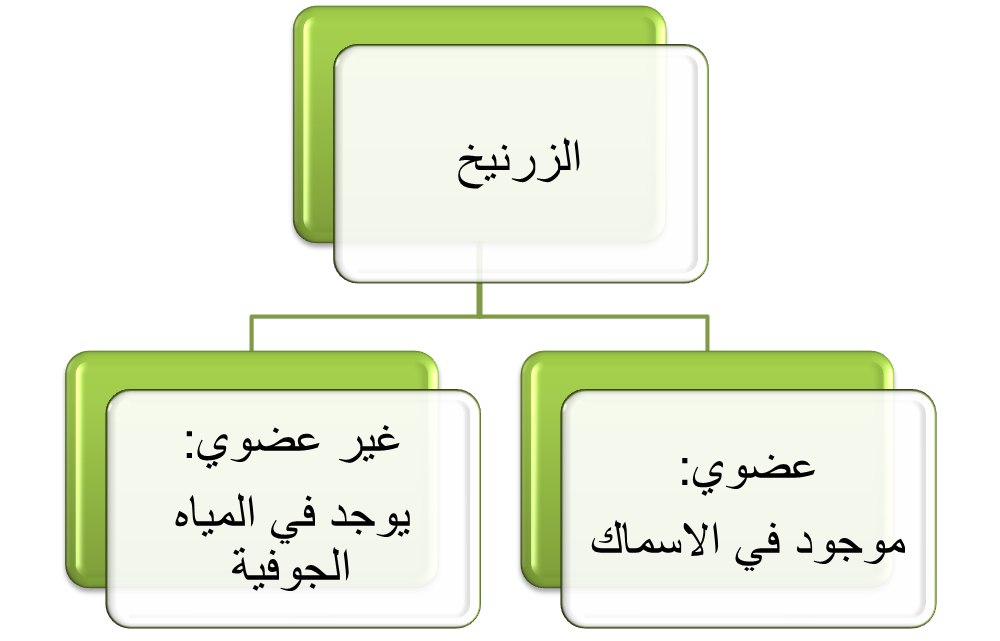 الزرنيخ
عضوي:
موجود في الاسماك
غير عضوي:
يوجد في المياه
الجوفية